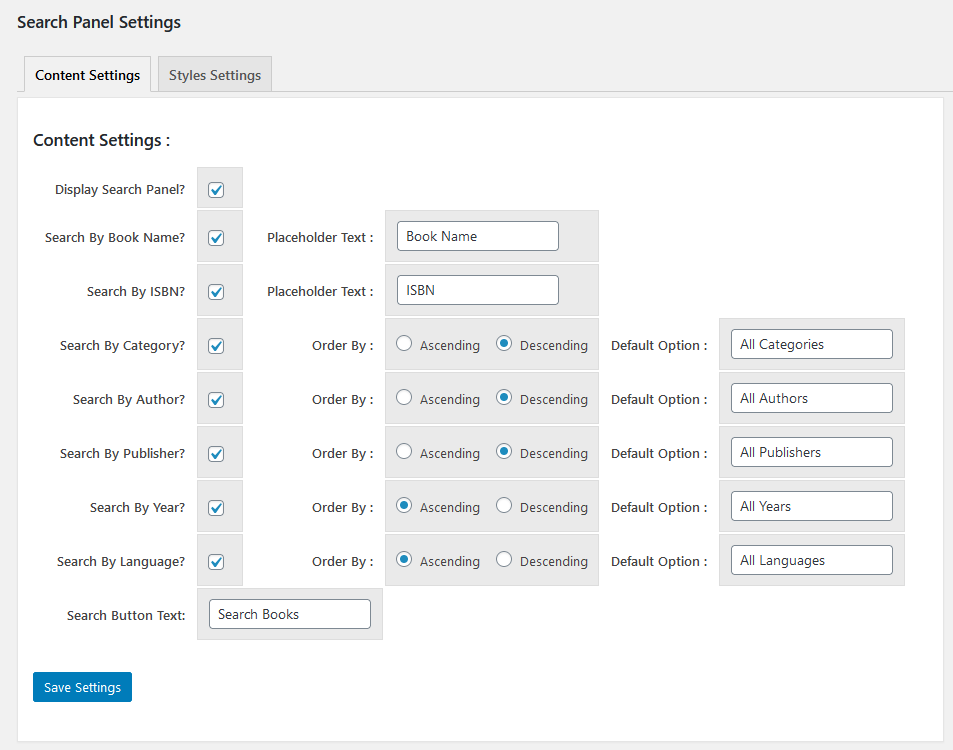 Search Panel Settings
Content Settings Styles Settings
Content Settings :
Display Search Panel?
Search By Book Name? Placeholder Text : Book Name
Search By ISBN? Placeholder Text : ISBN
Search By Category? Order By : Ascending Descending Default Option : All Categories
Search By Author? Order By : Ascending Descending Default Option : All Authors
Search By Publisher? Order By : Ascending Descending Default Option : All Publishers
Search By Year? Order By : Ascending Descending Default Option : All Years
Search By Language? Order By : Ascending Descending Default Option : All Languages
Search Button Text: Search Books
Save Settings